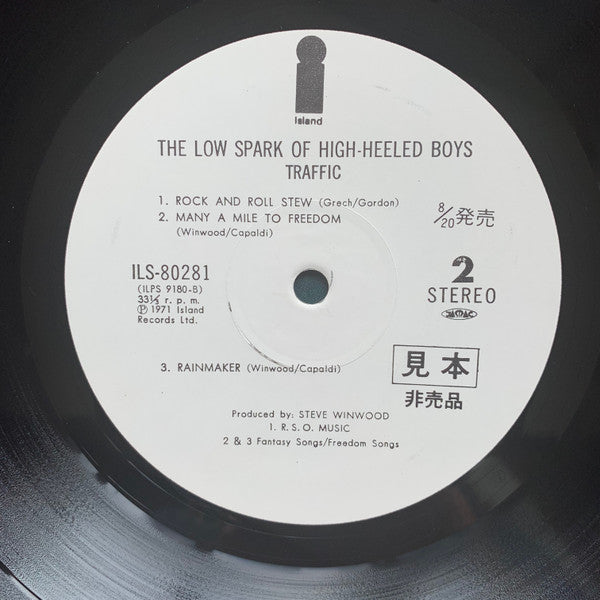 island
THE LOW SPARK OF HIGH-HEELED BOYS
TRAFFIC
1. ROCK AND ROLL STEW (Grech/Gordon)
2. MANY A MILE TO FREEDOM
(Winwood/Capaldi)
8/20発売
ILS-80281
(ILPS 9180-B)
33⅓ r. p. m.
Ⓟ 1971 Island
Records Ltd.
2
STEREO
JASRAC
3. RAINMAKER (Winwood/Capaldi)
見本
非売品
Produced by: STEVE WINWOOD
1. R. S. O. MUSIC
2 & 3 Fantasy Songs/Freedom Songs